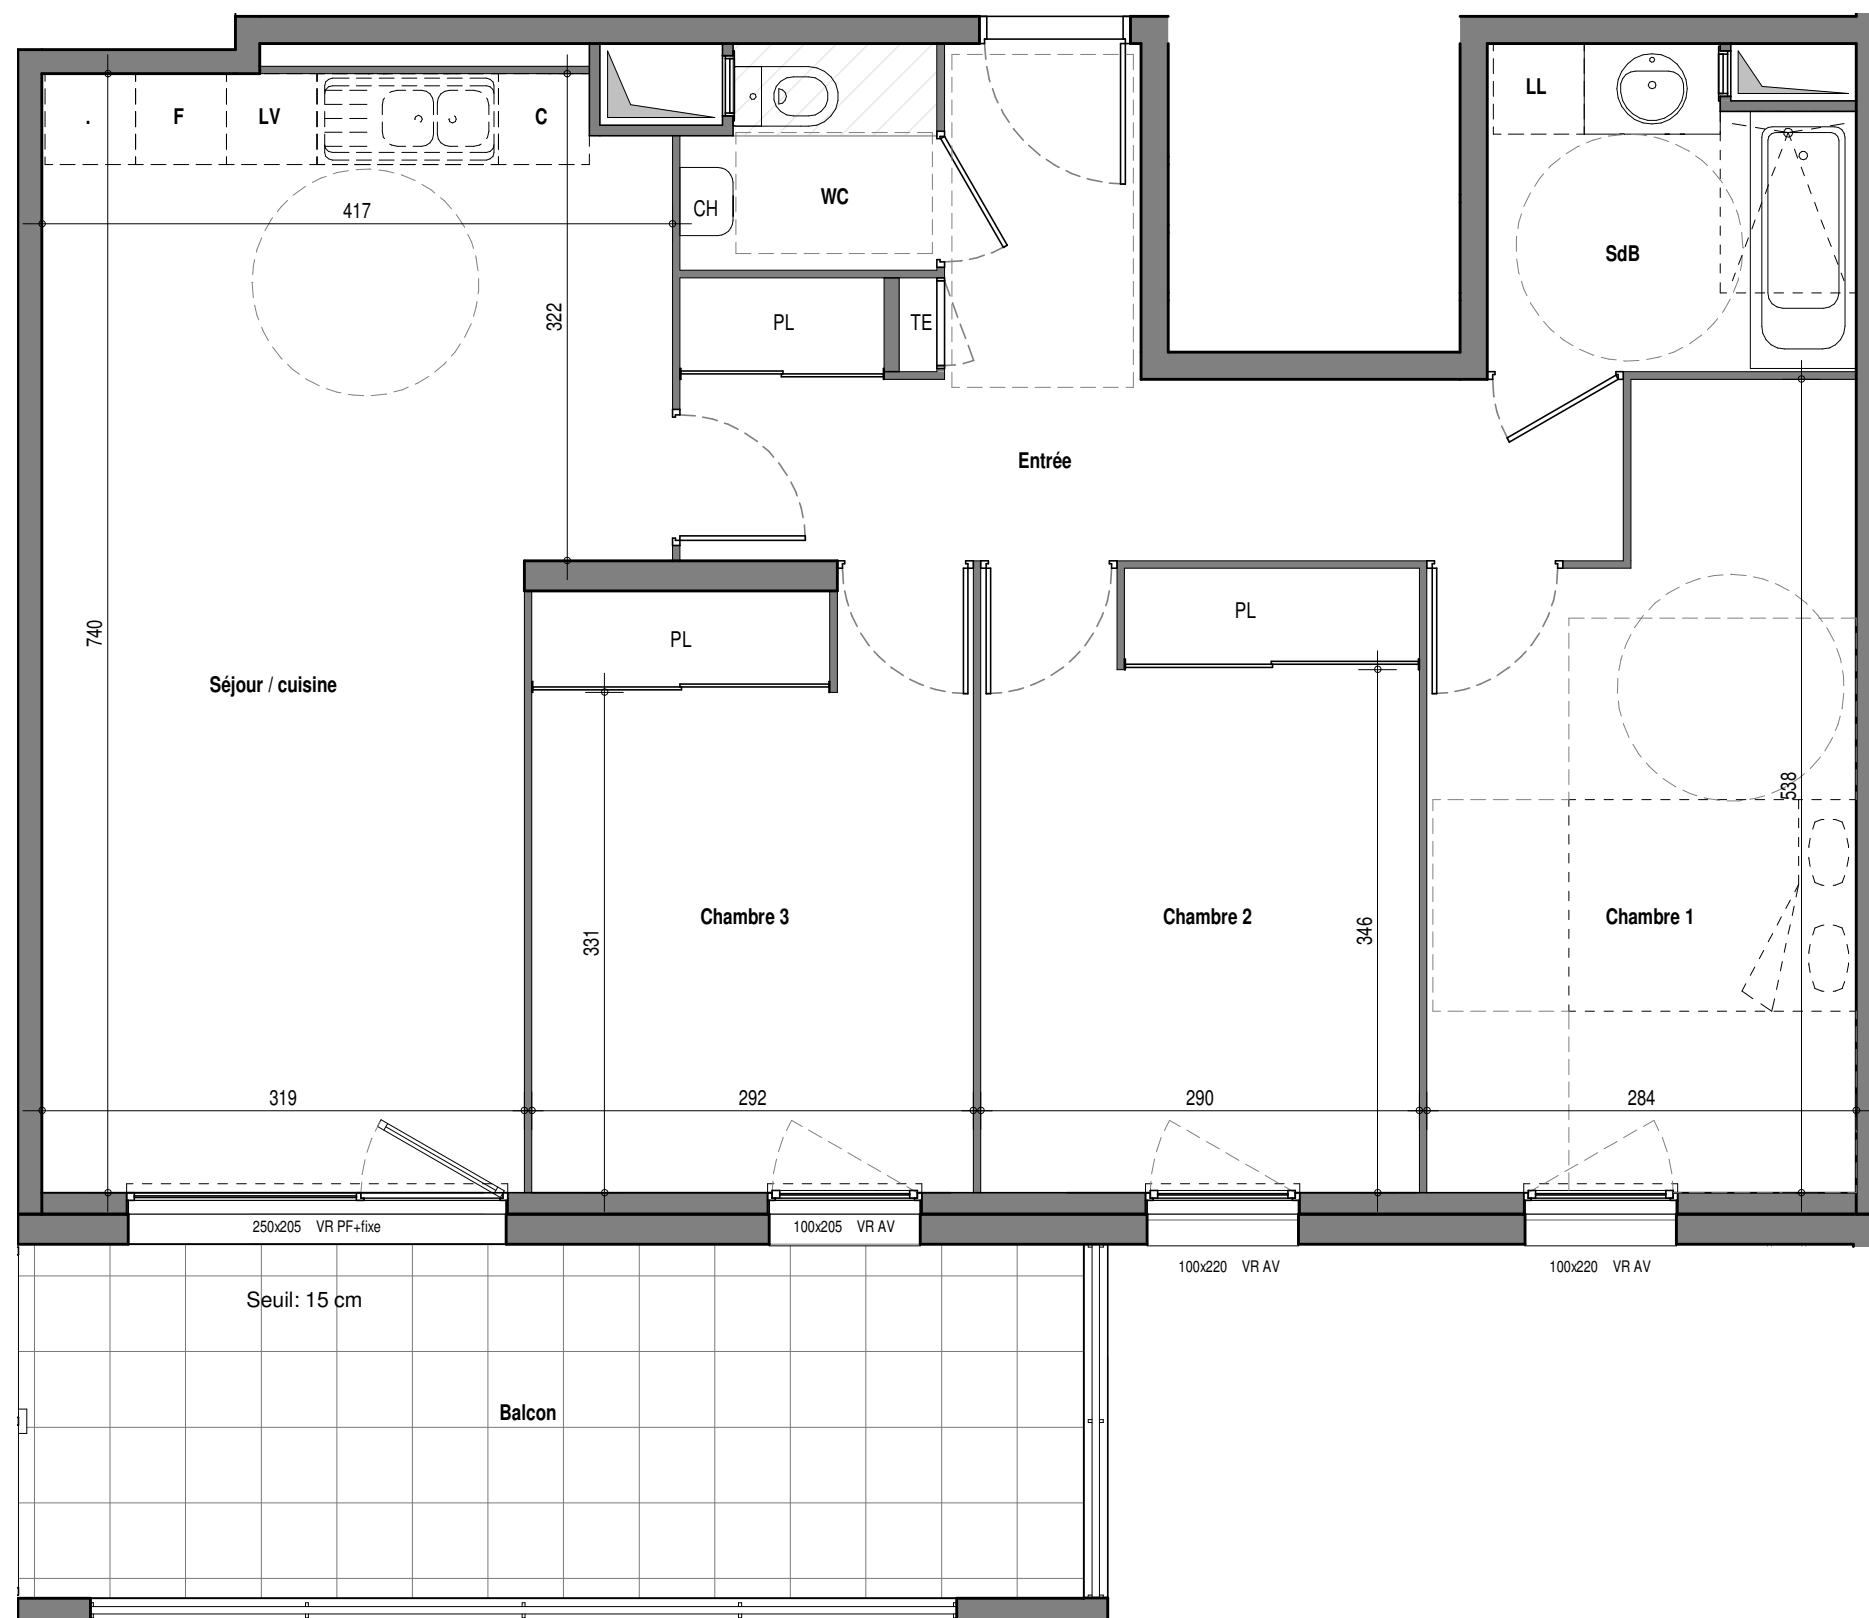 .
F
LV
C
LL
CH
WC
417
SdB
322
PL
TE
Entrée
740
PL
PL
Séjour / cuisine
538
Chambre 3
Chambre 2
Chambre 1
331
346
319
292
290
284
250x205 VR PF+fixe
100x205 VR AV
100x220 VR AV
100x220 VR AV
Seuil: 15 cm
Balcon